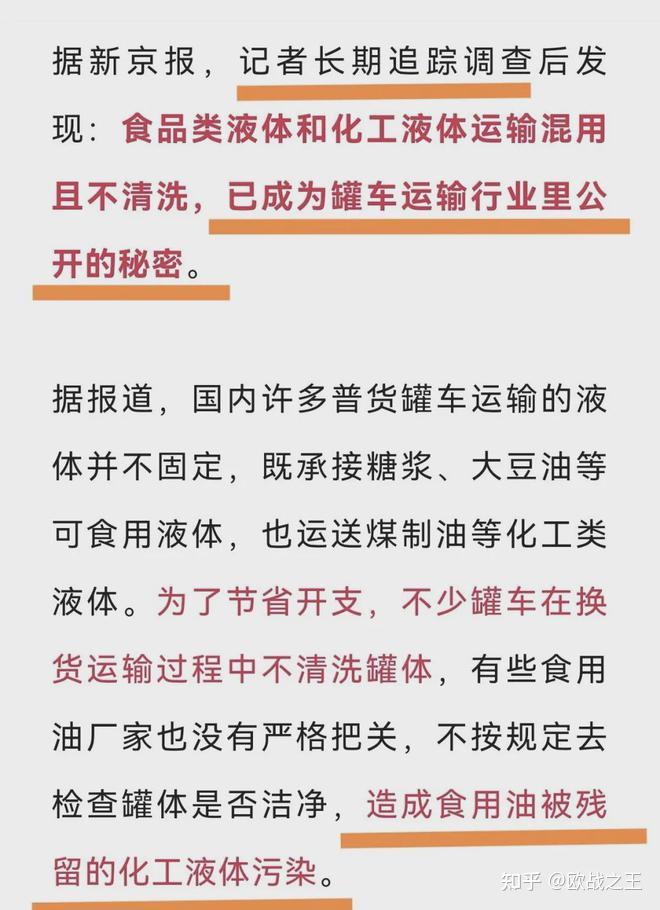 据新京报，记者长期追踪调查后发
现：食品类液体和化工液体运输混用
且不清洗，已成为罐车运输行业里公
开的秘密。
据报道，国内许多普货罐车运输的液
体并不固定，既承接糖浆、大豆油等
可食用液体，也运送煤制油等化工类
液体。为了节省开支，不少罐车在换
货运输过程中不清洗罐体，有些食用
油厂家也没有严格把关，不按规定去
检查罐体是否洁净，造成食用油被残
留的化工液体污染。
知乎 @欧战之王